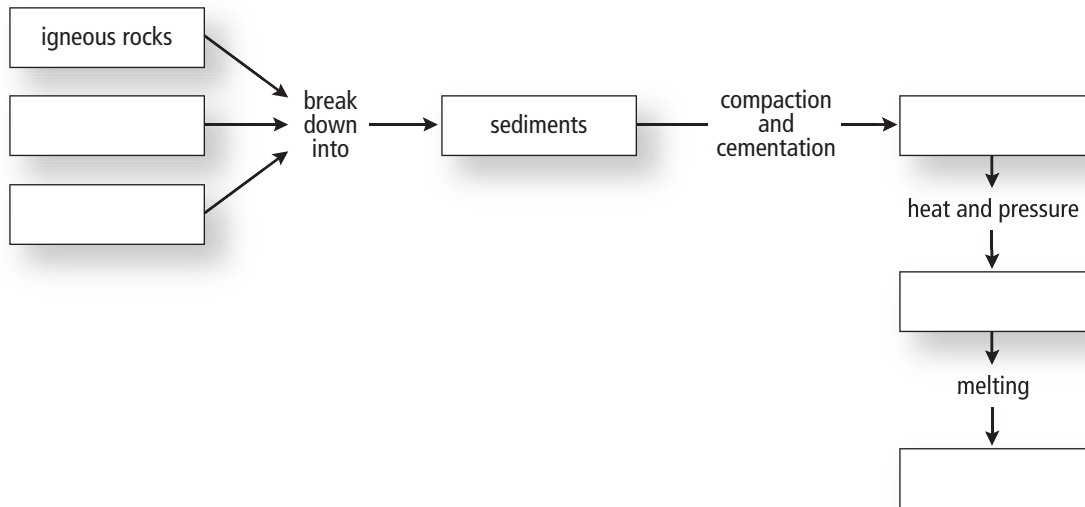 igneous rocks
break
down
into
sediments
compaction
and
cementation
heat and pressure
melting